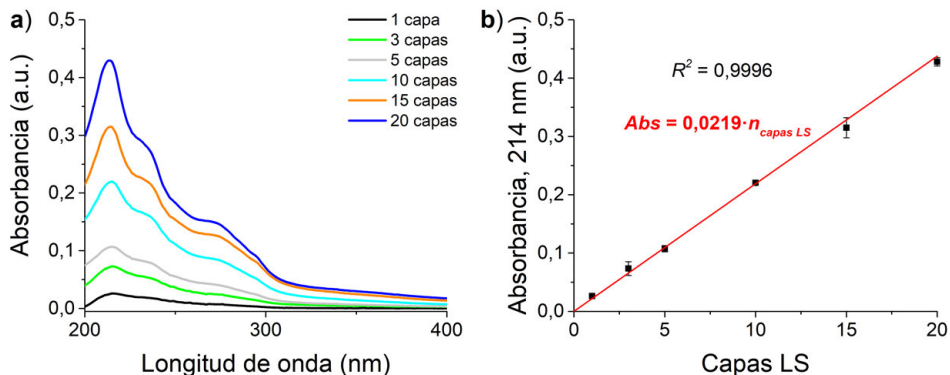 a)
0,5
0,4
0,3
0,2
0,1
0,0
Absorbancia (a.u.)
200
300
400
Longitud de onda (nm)
1 capa
3 capas
5 capas
10 capas
15 capas
20 capas
b)
0,5
0,4
0,3
0,2
0,1
0,0
Absorbancia, 214 nm (a.u.)
R² = 0,9996
Abs = 0,0219·n capas LS
0
5
10
15
20
Capas LS